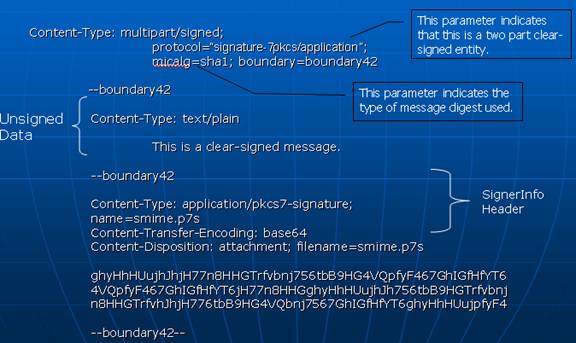 This parameter indicates
that this is a two part clear-
signed entity.
Content-Type: multipart/signed;
protocol="signature-7pkcs/application";
micalg=sha1; boundary=boundary42
This parameter indicates the
type of message digest used.
--boundary42
Unsigned
Data
Content-Type: text/plain
This is a clear-signed message.
--boundary42
Content-Type: application/pkcs7-signature;
name=smime.p7s
Content-Transfer-Encoding: base64
Content-Disposition: attachment; filename=smime.p7s
SignerInfo
Header
ghyHhHUujhJhjH77n8HHGTrfvbnj756tbB9HG4VQpfyF467GhIGfHfYT6
4VQpfyF467GhIGfHfYT6jH77n8HHGghyHhHUujhJh756tbB9HGTrfvbnj
n8HHGTrfvhJhjH776tbB9HG4VQbnj7567GhIGfHfYT6ghyHhHUujpfyF4
--boundary42--